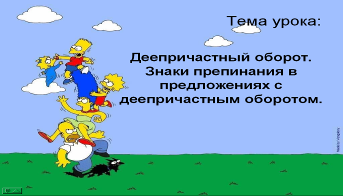 Тема урока:
Деепричастный оборот.
Знаки препинания в
предложениях с
деепричастным оборотом.